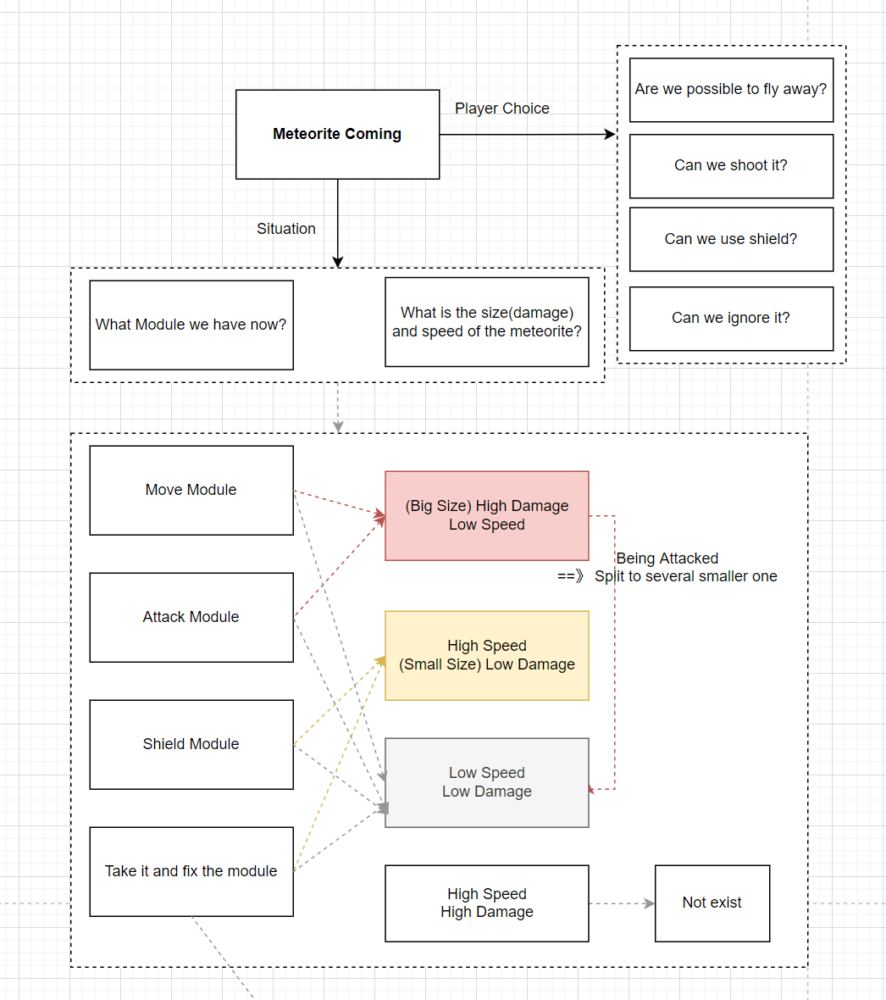 Are we possible to fly away?
Player Choice
Meteorite Coming
Can we shoot it?
Situation
Can we use shield?
What Module we have now?
What is the size(damage)
and speed of the meteorite?
Can we ignore it?
Move Module
(Big Size) High Damage
Low Speed
Being Attacked
==》 Split to several smaller one
Attack Module
High Speed
(Small Size) Low Damage
Shield Module
Low Speed
Low Damage
Take it and fix the module
High Speed
High Damage
Not exist